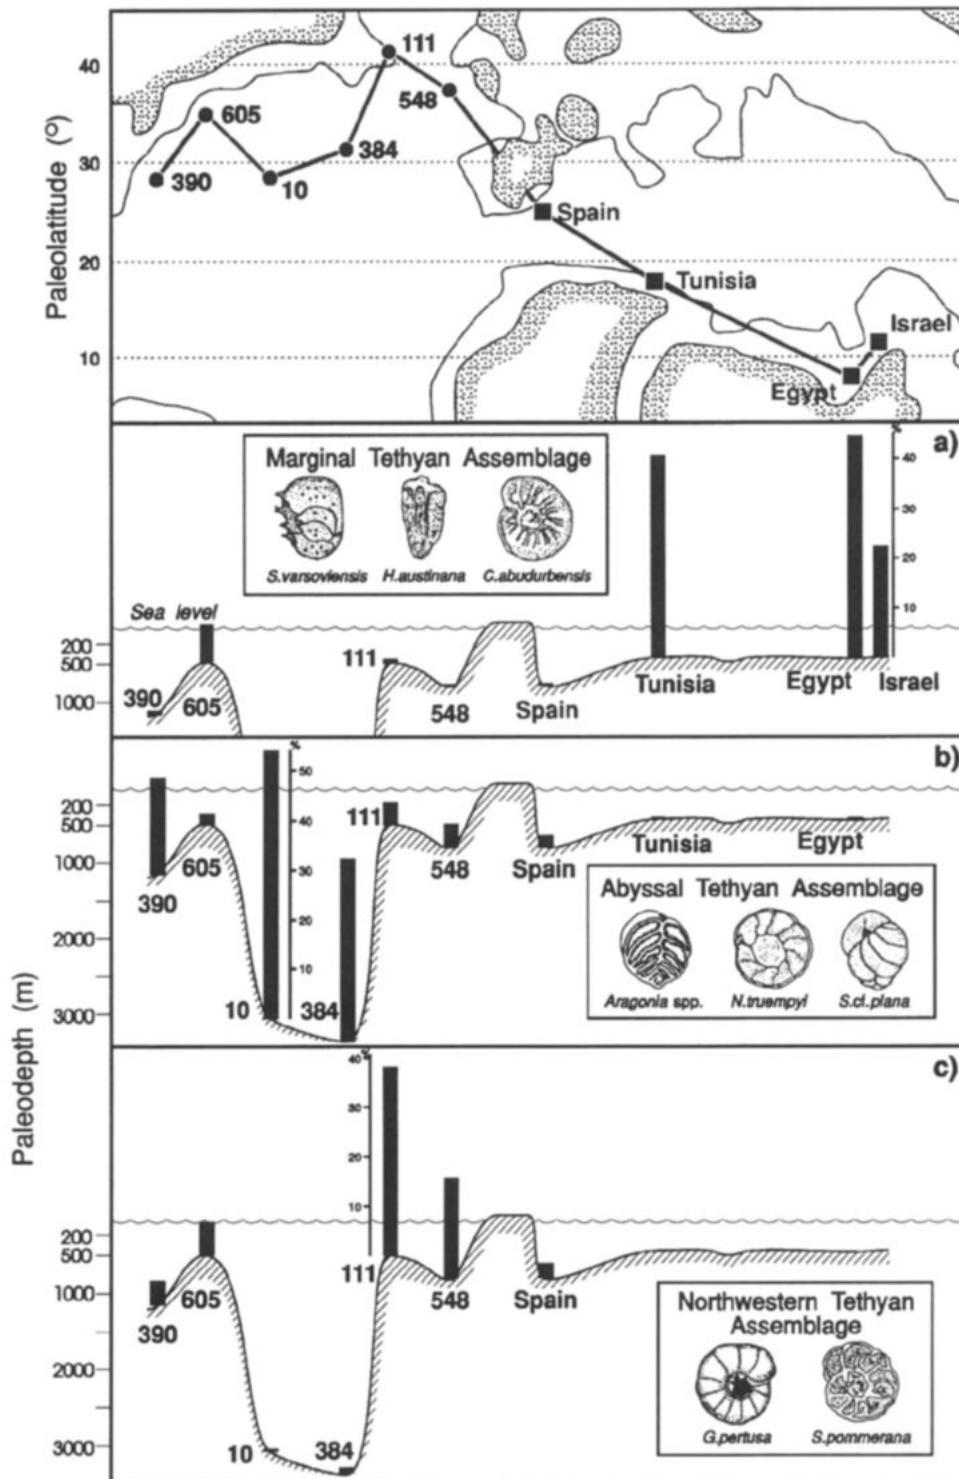 Paleolatitude (°)
40
30
20
10
111
548
605
384
390
10
Spain
Tunisia
Israel
Egypt
a)
Marginal Tethyan Assemblage
S.varsoviensis H.austinana C.abudurbensis
%
40
30
20
10
Sea level
200
500
1000
390
605
111
548
Spain
Tunisia
Egypt
Israel
b)
%
50
40
30
20
10
200
500
1000
2000
3000
390
605
10
384
111
548
Spain
Tunisia
Egypt
Abyssal Tethyan Assemblage
Aragonia spp. N.truempyi S.cf.plana
Paleodepth (m)
c)
%
40
30
20
10
200
500
1000
2000
3000
390
605
10
384
111
548
Spain
Northwestern Tethyan
Assemblage
G.pertusa S.pommerana